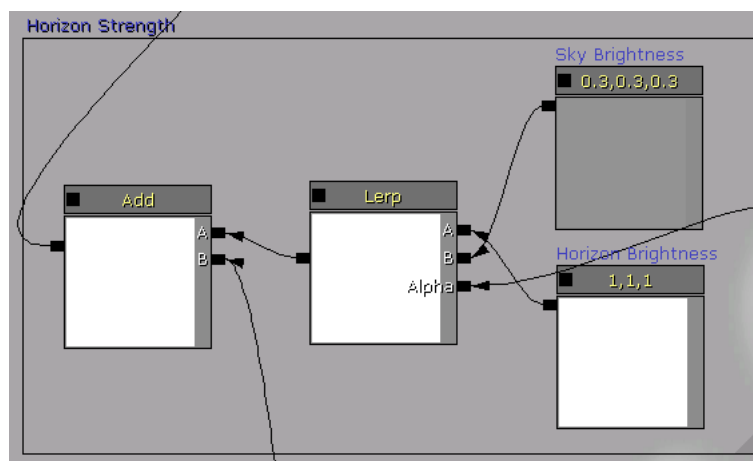 Horizon Strength
Sky Brightness
0.3,0.3,0.3
Add
A
B
Lerp
A
B
Alpha
Horizon Brightness
1,1,1